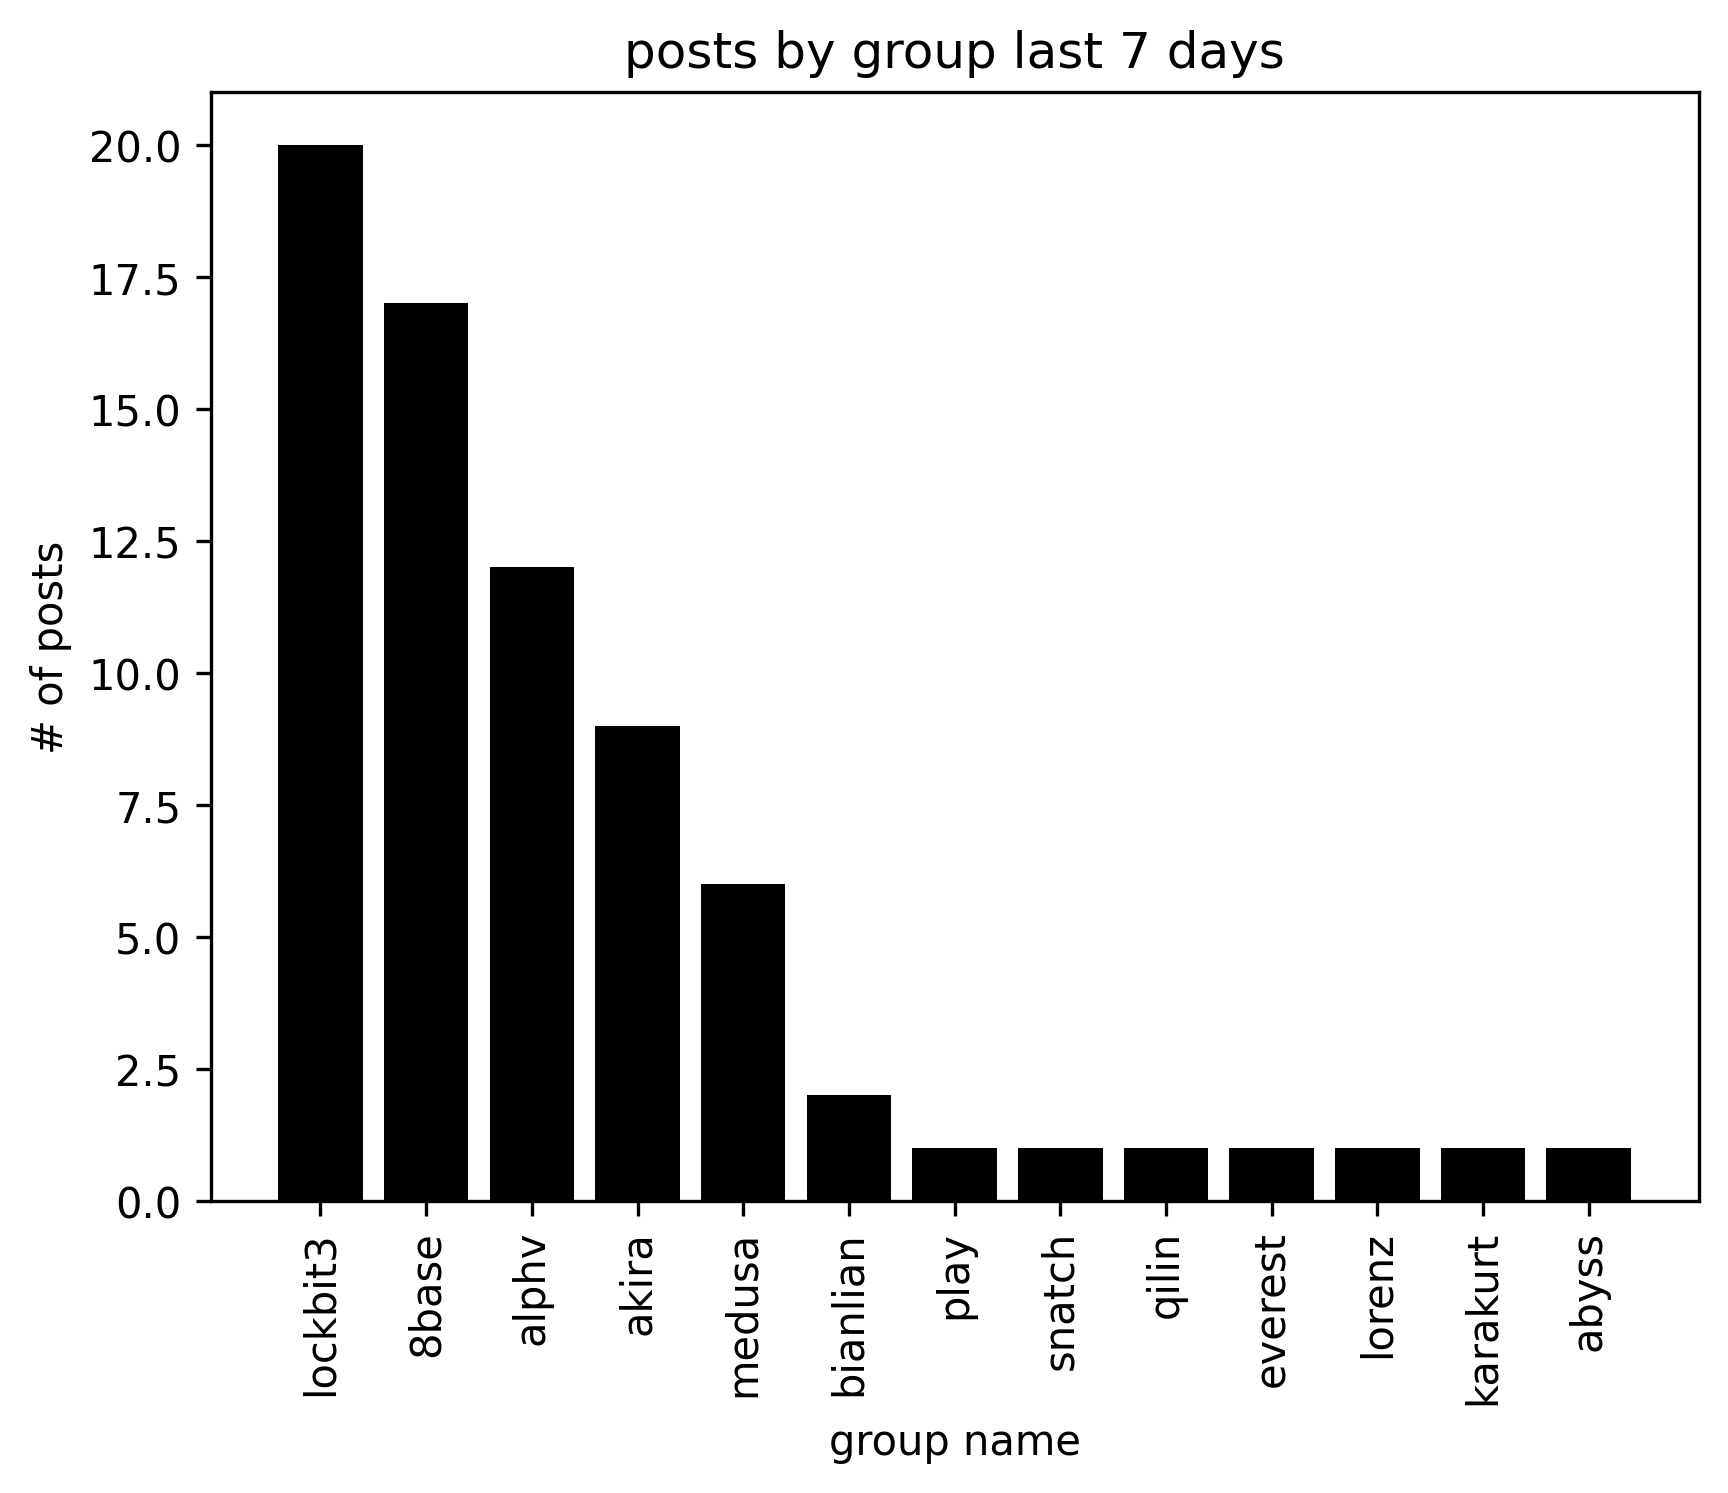 posts by group last 7 days
20.0
17.5
15.0
12.5
10.0
7.5
5.0
2.5
0.0
# of posts
lockbit3
8base
alphv
akira
medusa
bianlian
play
snatch
qilin
everest
lorenz
karakurt
abyss
group name